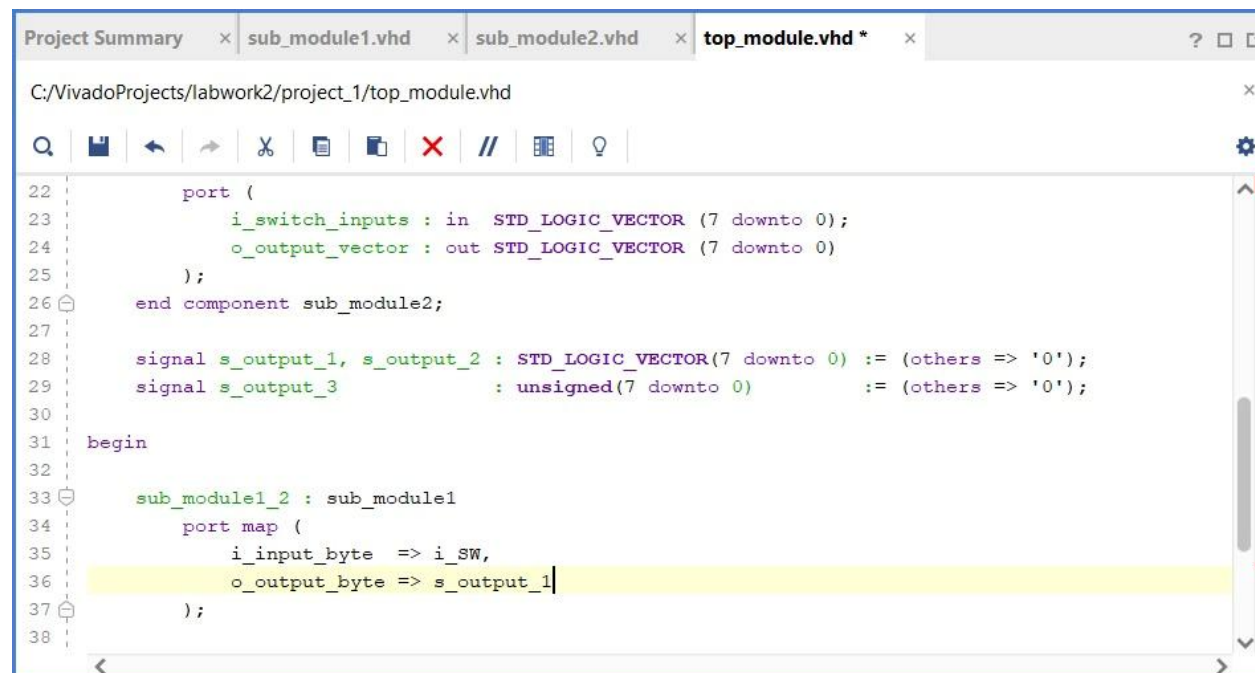 Project Summary × sub_module1.vhd × sub_module2.vhd × top_module.vhd * × ?
C:/VivadoProjects/labwork2/project_1/top_module.vhd ×
22 port (
23 i_switch_inputs : in STD_LOGIC_VECTOR (7 downto 0);
24 o_output_vector : out STD_LOGIC_VECTOR (7 downto 0)
25 );
26 end component sub_module2;
27
28 signal s_output_1, s_output_2 : STD_LOGIC_VECTOR(7 downto 0) := (others => '0');
29 signal s_output_3 : unsigned(7 downto 0) := (others => '0');
30
31 begin
32
33 sub_module1_2 : sub_module1
34 port map (
35 i_input_byte => i_SW,
36 o_output_byte => s_output_1
37 );
38